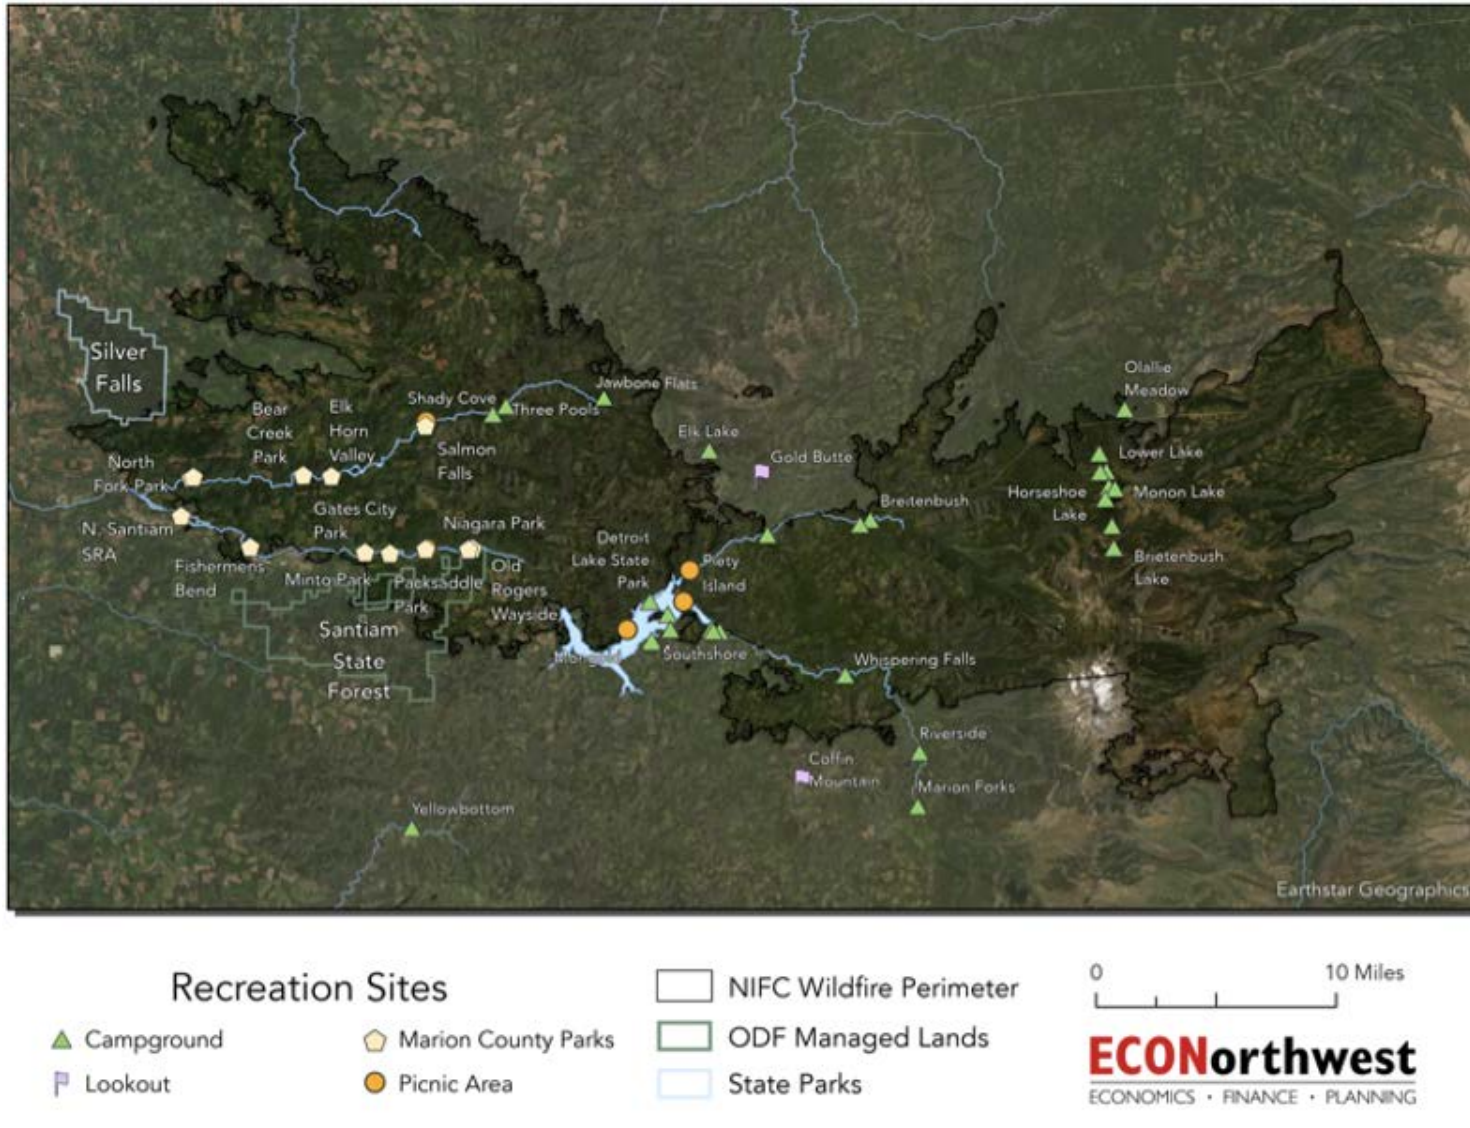 Silver
Falls
Bear
Creek
Park
Elk
Horn
Valley
Shady Cove
Three Pools
Jawbone Flats
Salmon
Falls
North
Fork Park
N. Santiam
SRA
Fishermens
Bend
Gates City
Park
Minto Park
Niagara Park
Packsaddle
Park
Old
Rogers
Wayside
Santiam
State
Forest
Elk Lake
Gold Butte
Detroit
Lake State
Park
Piety
Island
Breitenbush
Southshore
Whispering Falls
Riverside
Marion Forks
Coffin
Mountain
Yellowbottom
Olallie
Meadow
Lower Lake
Horseshoe
Lake
Monon Lake
Brietenbush
Lake
Earthstar Geographics
Recreation Sites
Campground
Lookout
Marion County Parks
Picnic Area
NIFC Wildfire Perimeter
ODF Managed Lands
State Parks
0 10 Miles
ECONorthwest
ECONOMICS • FINANCE • PLANNING